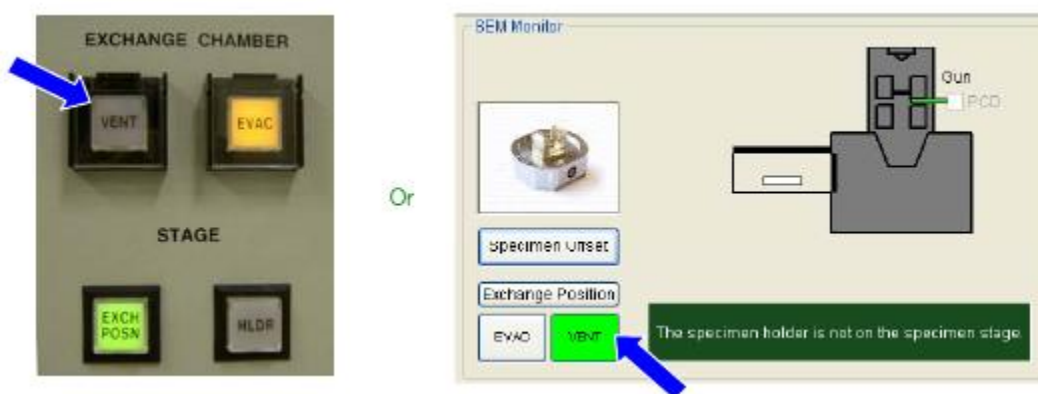 EXCHANGE CHAMBER
VENT
EVAC
STAGE
EXCH
POSN
HLDR
Or
SEM Monitor
Gun
PCD
Specimen Offset
Exchange Position
EVAC
VENT
The specimen holder is not on the specimen stage